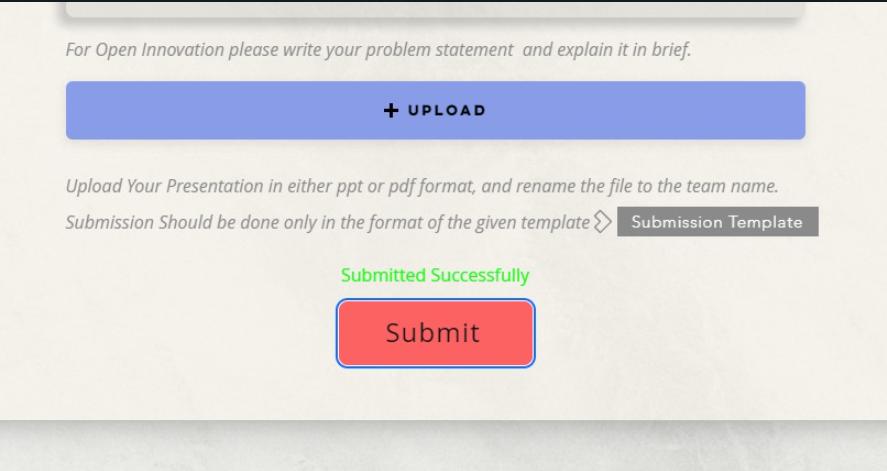 For Open Innovation please write your problem statement  and explain it in brief.
+ UPLOAD
Upload Your Presentation in either ppt or pdf format, and rename the file to the team name.
Submission Should be done only in the format of the given template Submission Template
Submitted Successfully
Submit